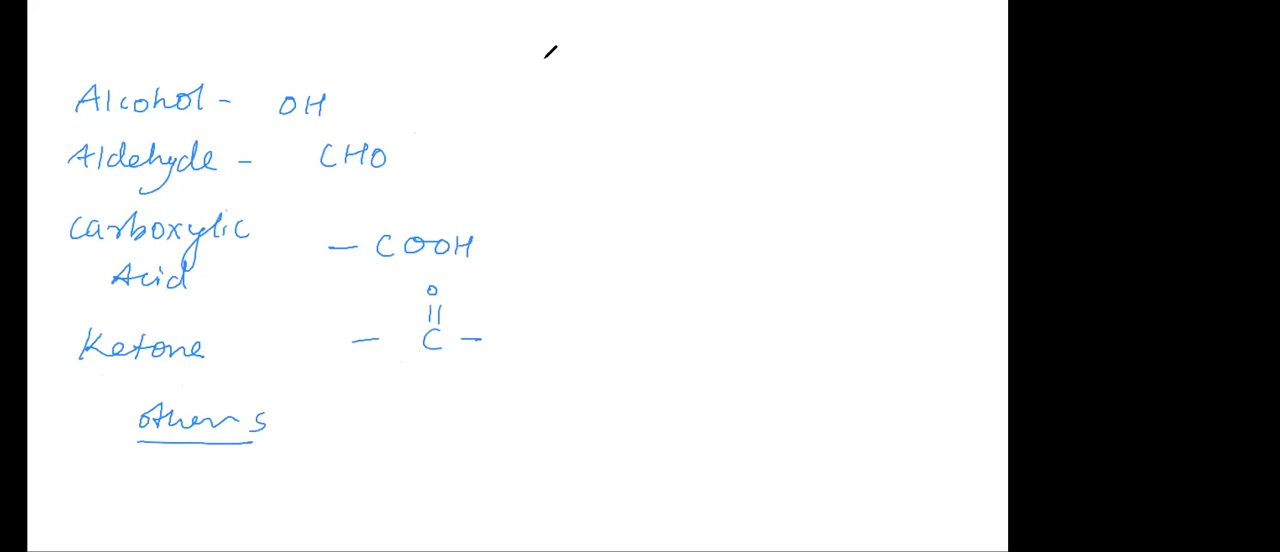 Alcohol - OH
Aldehyde - CHO
Carboxylic
Acid - COOH
O
||
Ketone - C -
others